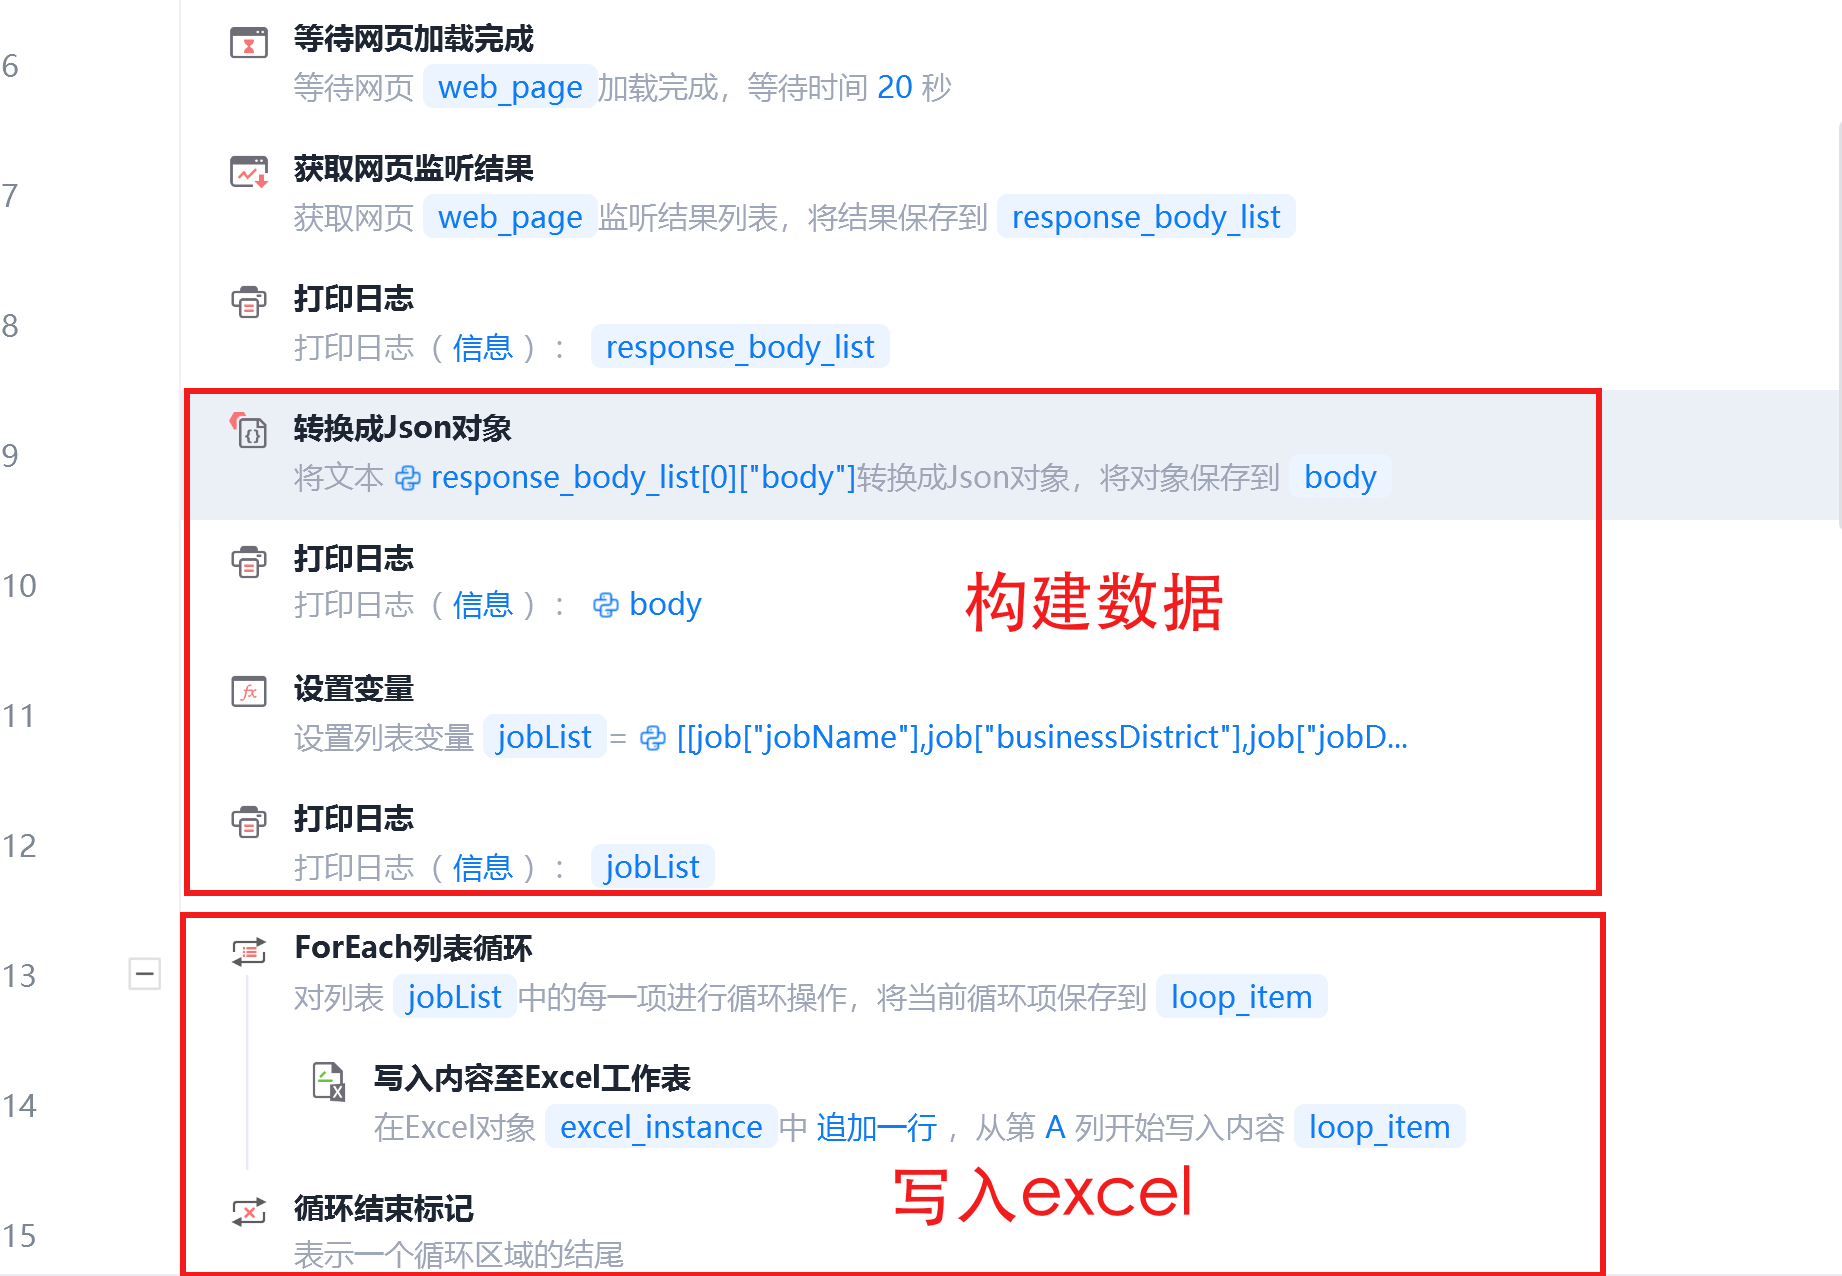 6
等待网页加载完成
等待网页 web_page 加载完成，等待时间 20 秒
7
获取网页监听结果
获取网页 web_page 监听结果列表，将结果保存到 response_body_list
8
打印日志
打印日志（信息）： response_body_list
9
转换成Json对象
将文本 response_body_list[0]["body"]转换成Json对象，将对象保存到 body
10
打印日志
打印日志（信息）： body
构建数据
11
设置变量
设置列表变量 jobList = [[job["jobName"],job["businessDistrict"],job["jobD...
12
打印日志
打印日志（信息）： jobList
13
ForEach列表循环
对列表 jobList 中的每一项进行循环操作，将当前循环项保存到 loop_item
14
写入内容至Excel工作表
在Excel对象 excel_instance 中 追加一行 ，从第 A 列开始写入内容 loop_item
写入excel
15
循环结束标记
表示一个循环区域的结尾